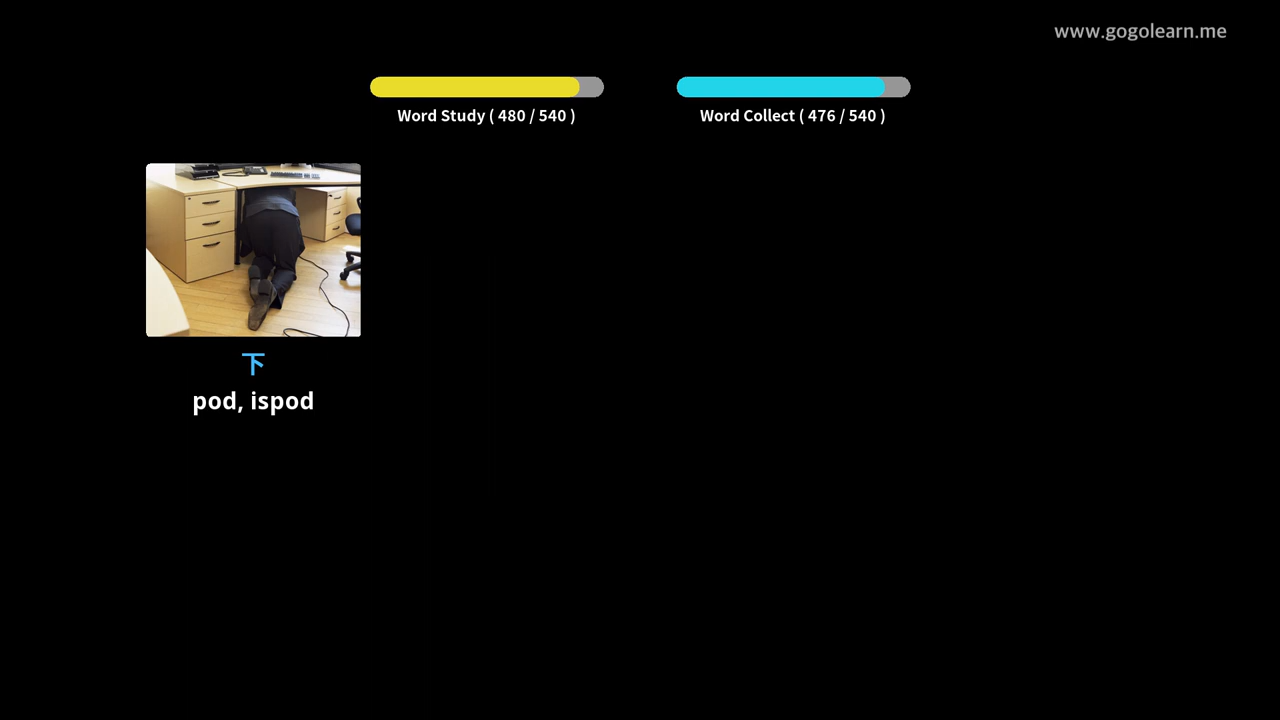 www.gogolearn.me
Word Study ( 480 / 540 )
Word Collect ( 476 / 540 )
下
pod, ispod